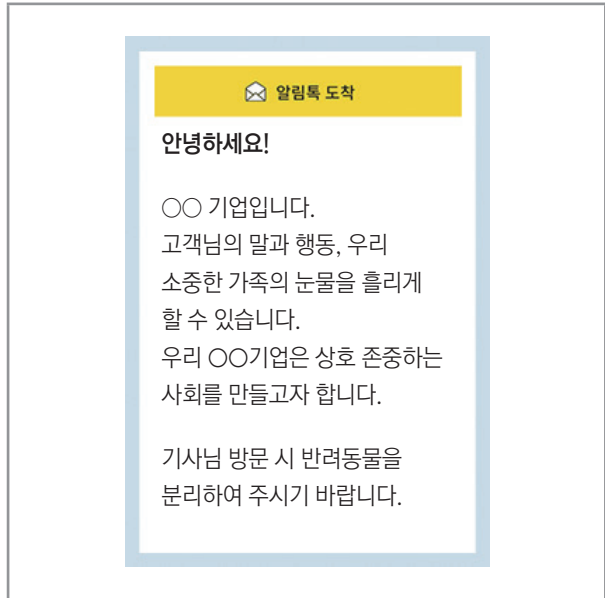 알림톡 도착
안녕하세요!
○○ 기업입니다.
고객님의 말과 행동, 우리
소중한 가족의 눈물을 흘리게
할 수 있습니다.
우리 ○○기업은 상호 존중하는
사회를 만들고자 합니다.
기사님 방문 시 반려동물을
분리하여 주시기 바랍니다.